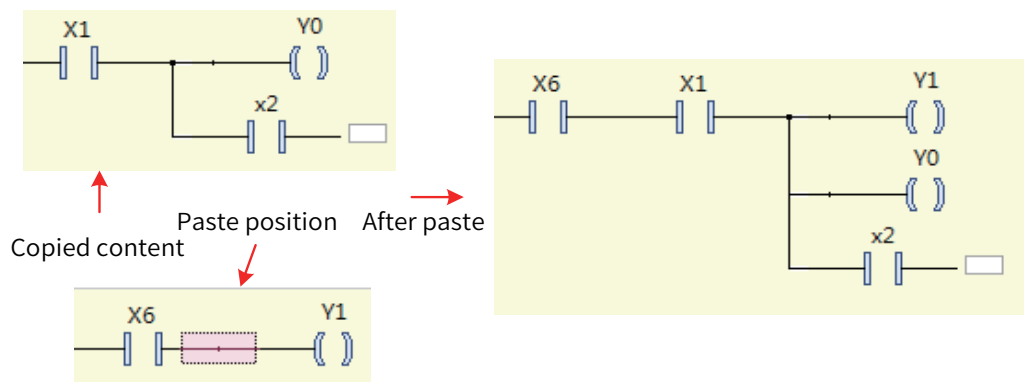 X1
Y0
x2
Copied content
Paste position
After paste
X6
Y1
X6
X1
Y1
Y0
x2